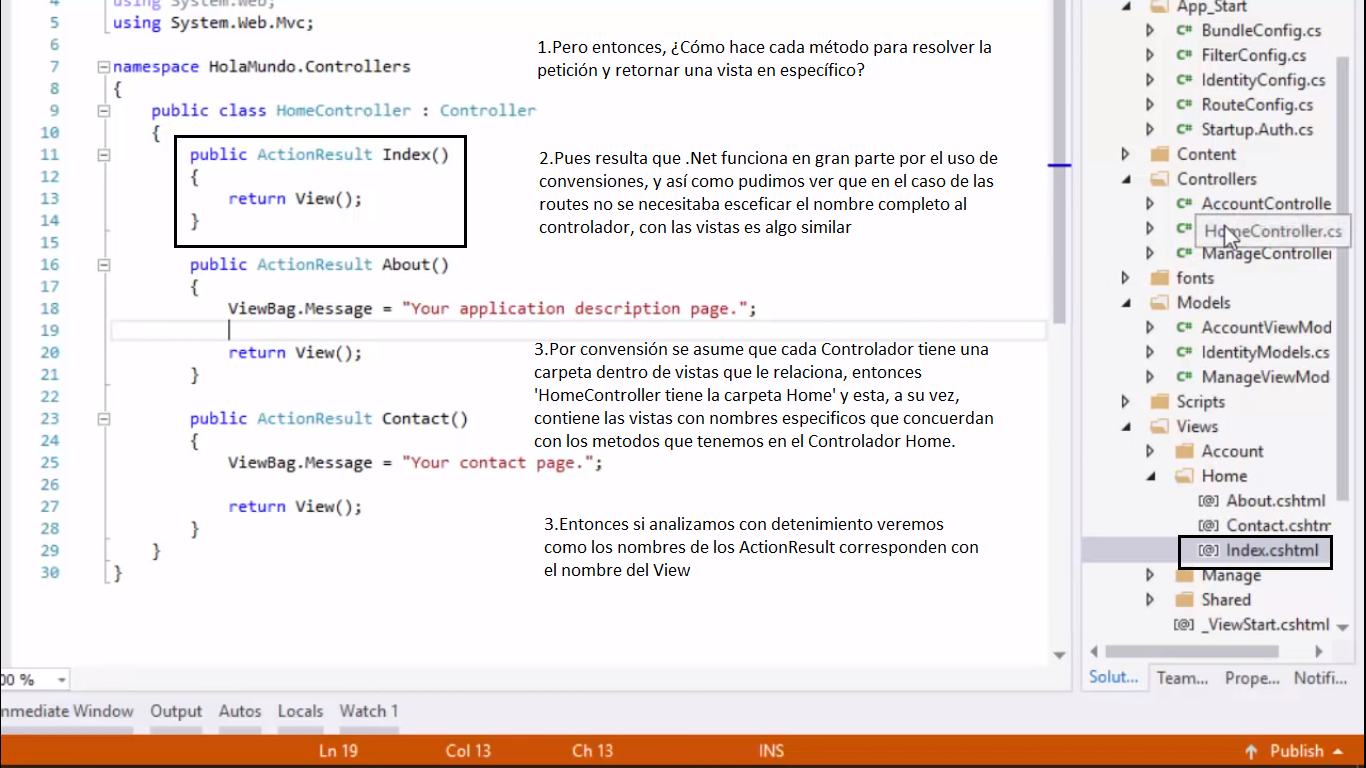 4 using System.Web;
5 using System.Web.Mvc;
6
7 namespace HolaMundo.Controllers
8 {
9 public class HomeController : Controller
10 {
11 public ActionResult Index()
12 {
13 return View();
14 }
15
16 public ActionResult About()
17 {
18 ViewBag.Message = "Your application description page.";
19
20 return View();
21 }
22
23 public ActionResult Contact()
24 {
25 ViewBag.Message = "Your contact page.";
26
27 return View();
28 }
29 }
30 }
1.Pero entonces, ¿Cómo hace cada método para resolver la
petición y retornar una vista en específico?
2.Pues resulta que .Net funciona en gran parte por el uso de
convensiones, y así como pudimos ver que en el caso de las
routes no se necesitaba esceficar el nombre completo al
controlador, con las vistas es algo similar
3.Por convensión se asume que cada Controlador tiene una
carpeta dentro de vistas que le relaciona, entonces
'HomeController tiene la carpeta Home' y esta, a su vez,
contiene las vistas con nombres especificos que concuerdan
con los metodos que tenemos en el Controlador Home.
3.Entonces si analizamos con detenimiento veremos
como los nombres de los ActionResult corresponden con
el nombre del View
App_Start
C# BundleConfig.cs
C# FilterConfig.cs
C# IdentityConfig.cs
C# RouteConfig.cs
C# Startup.Auth.cs
Content
Controllers
C# AccountControlle
C# HomeController.cs
C# ManageController
fonts
Models
C# AccountViewMod
C# IdentityModels.cs
C# ManageViewMod
Scripts
Views
Account
Home
[@] About.cshtml
[@] Contact.cshtm
[@] Index.cshtml
Manage
Shared
[@] _ViewStart.cshtml
Solut... Team... Prope... Notifi...
00 %
mmediate Window Output Autos Locals Watch 1
Ln 19 Col 13 Ch 13 INS Publish